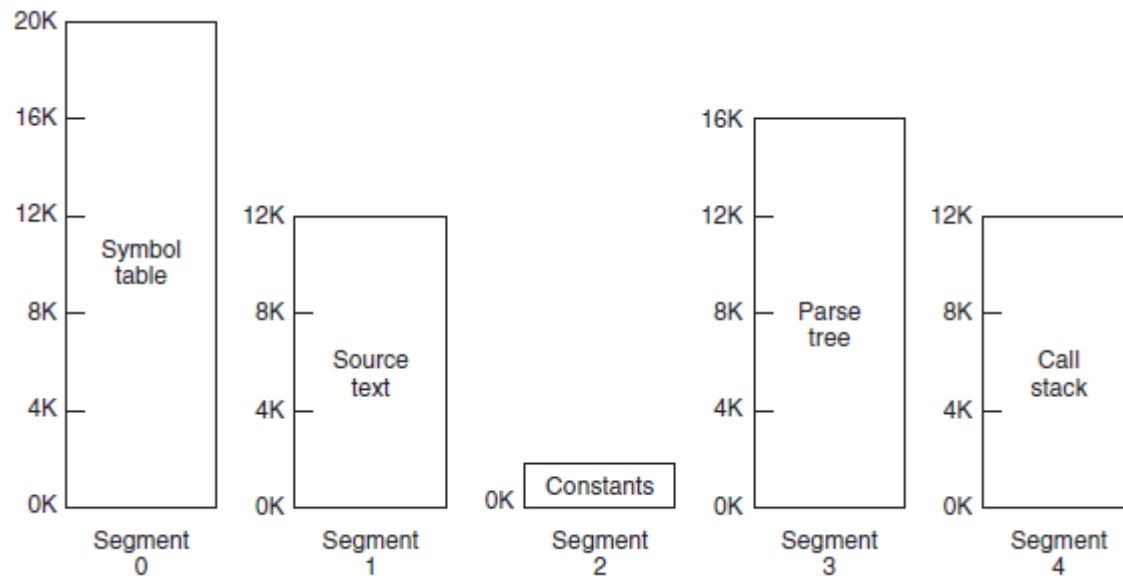 20K
16K
12K
8K
4K
0K
Symbol
table
Segment
0
12K
8K
4K
0K
Source
text
Segment
1
0K
Constants
Segment
2
16K
12K
8K
4K
0K
Parse
tree
Segment
3
12K
8K
4K
0K
Call
stack
Segment
4